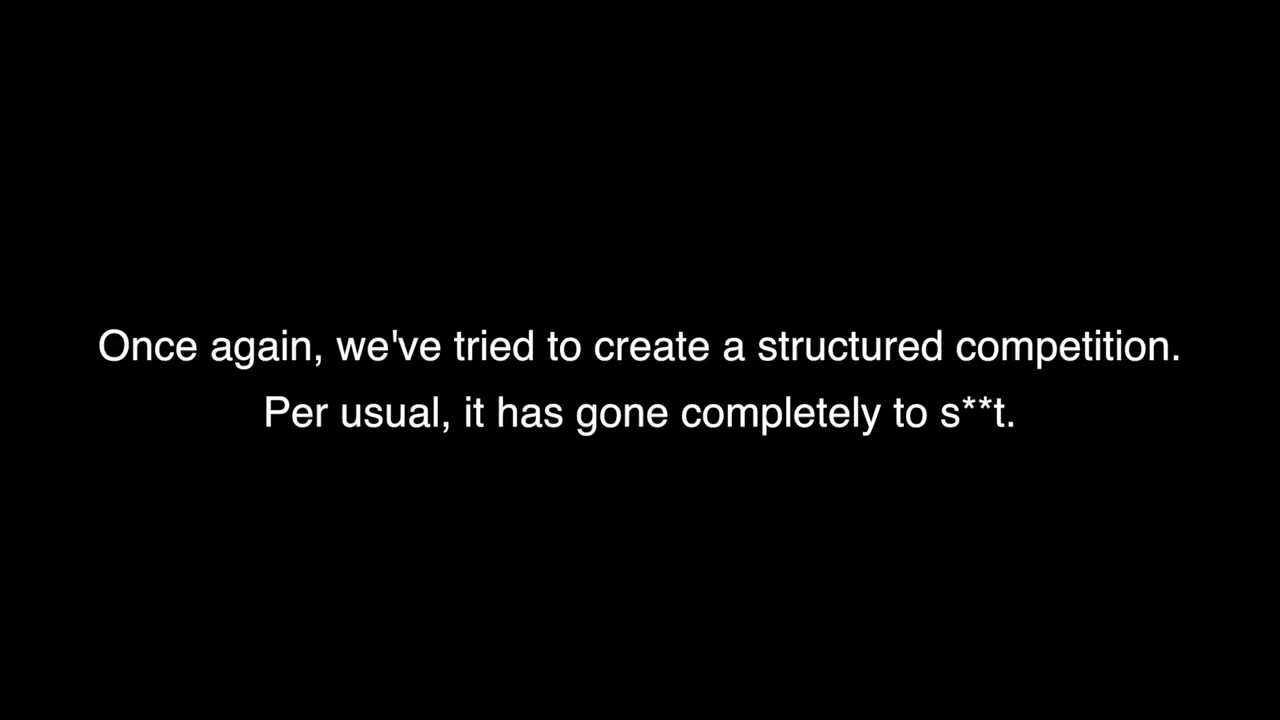 Once again, we've tried to create a structured competition.
Per usual, it has gone completely to s**t.